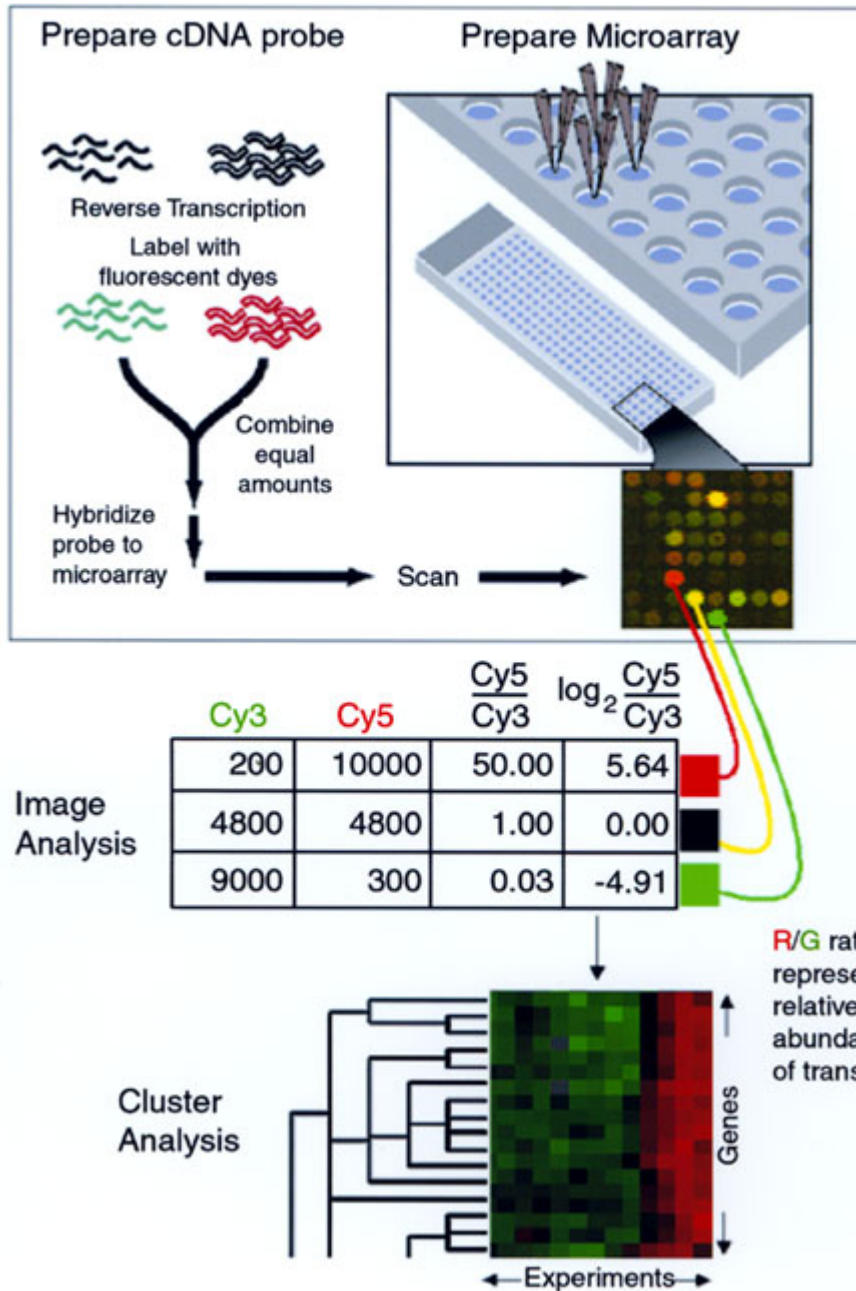 Prepare cDNA probe
Prepare Microarray
Reverse Transcription
Label with
fluorescent dyes
Combine
equal
amounts
Hybridize
probe to
microarray
Scan
Image
Analysis
Cy3 Cy5 Cy5/Cy3 log2 Cy5/Cy3
200 10000 50.00 5.64
4800 4800 1.00 0.00
9000 300 0.03 -4.91
R/G rat
represe
relative
abunda
of trans
Cluster
Analysis
Genes
Experiments